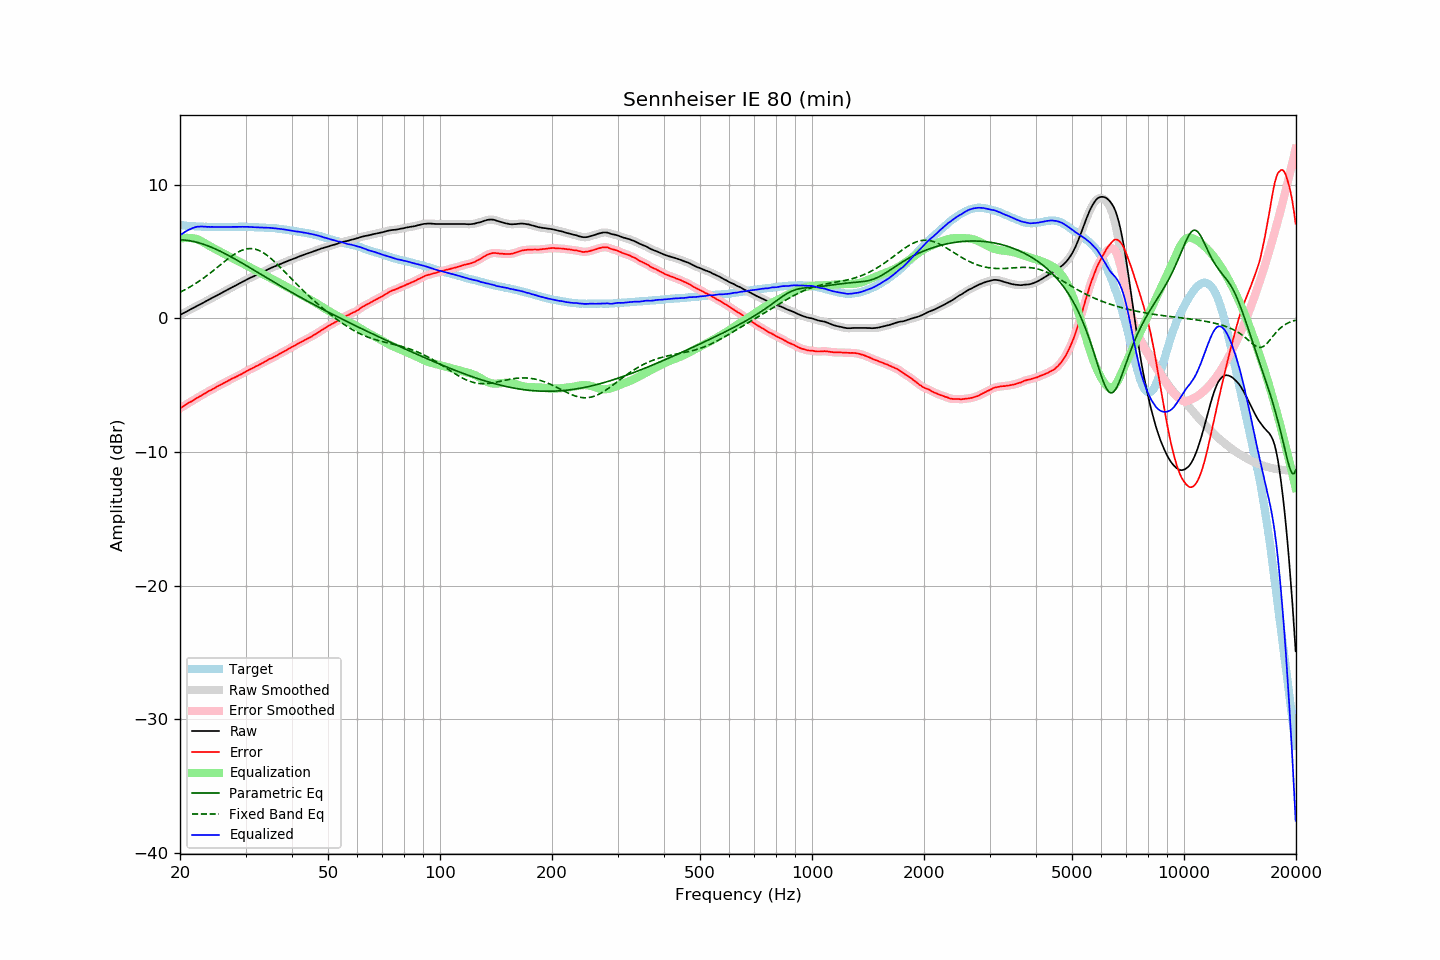 Sennheiser IE 80 (min)
10
0
−10
−20
−30
−40
Amplitude (dBr)
Target
Raw Smoothed
Error Smoothed
Raw
Error
Equalization
Parametric Eq
Fixed Band Eq
Equalized
20 50 100 200 500 1000 2000 5000 10000 20000
Frequency (Hz)